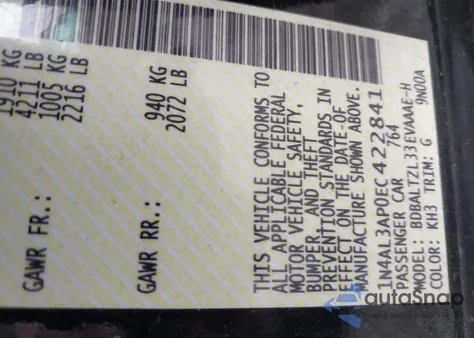 1910 KG
4211 LB
GAWR FR.: 1005 KG
2216 LB
GAWR RR.: 940 KG
2072 LB
THIS VEHICLE CONFORMS TO
ALL APPLICABLE FEDERAL
MOTOR VEHICLE SAFETY,
BUMPER, AND THEFT
PREVENTION STANDARDS IN
EFFECT ON THE DATE OF
MANUFACTURE SHOWN ABOVE.
1N4AL3AP0EC422841
PASSENGER CAR 764
MODEL: BDBALTZL33EVAAAE-H
COLOR: KH3 TRIM: G 9N00A
autoSnap